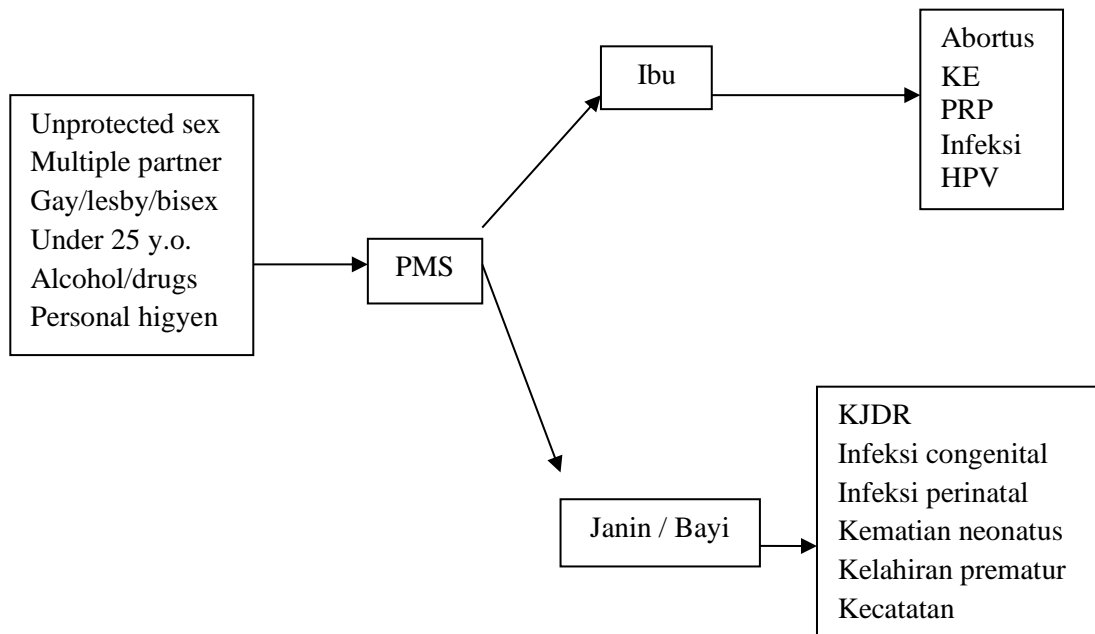 Unprotected sex
Multiple partner
Gay/lesby/bisex
Under 25 y.o.
Alcohol/drugs
Personal higyen
PMS
Ibu
Abortus
KE
PRP
Infeksi
HPV
Janin / Bayi
KJDR
Infeksi congenital
Infeksi perinatal
Kematian neonatus
Kelahiran prematur
Kecatatan